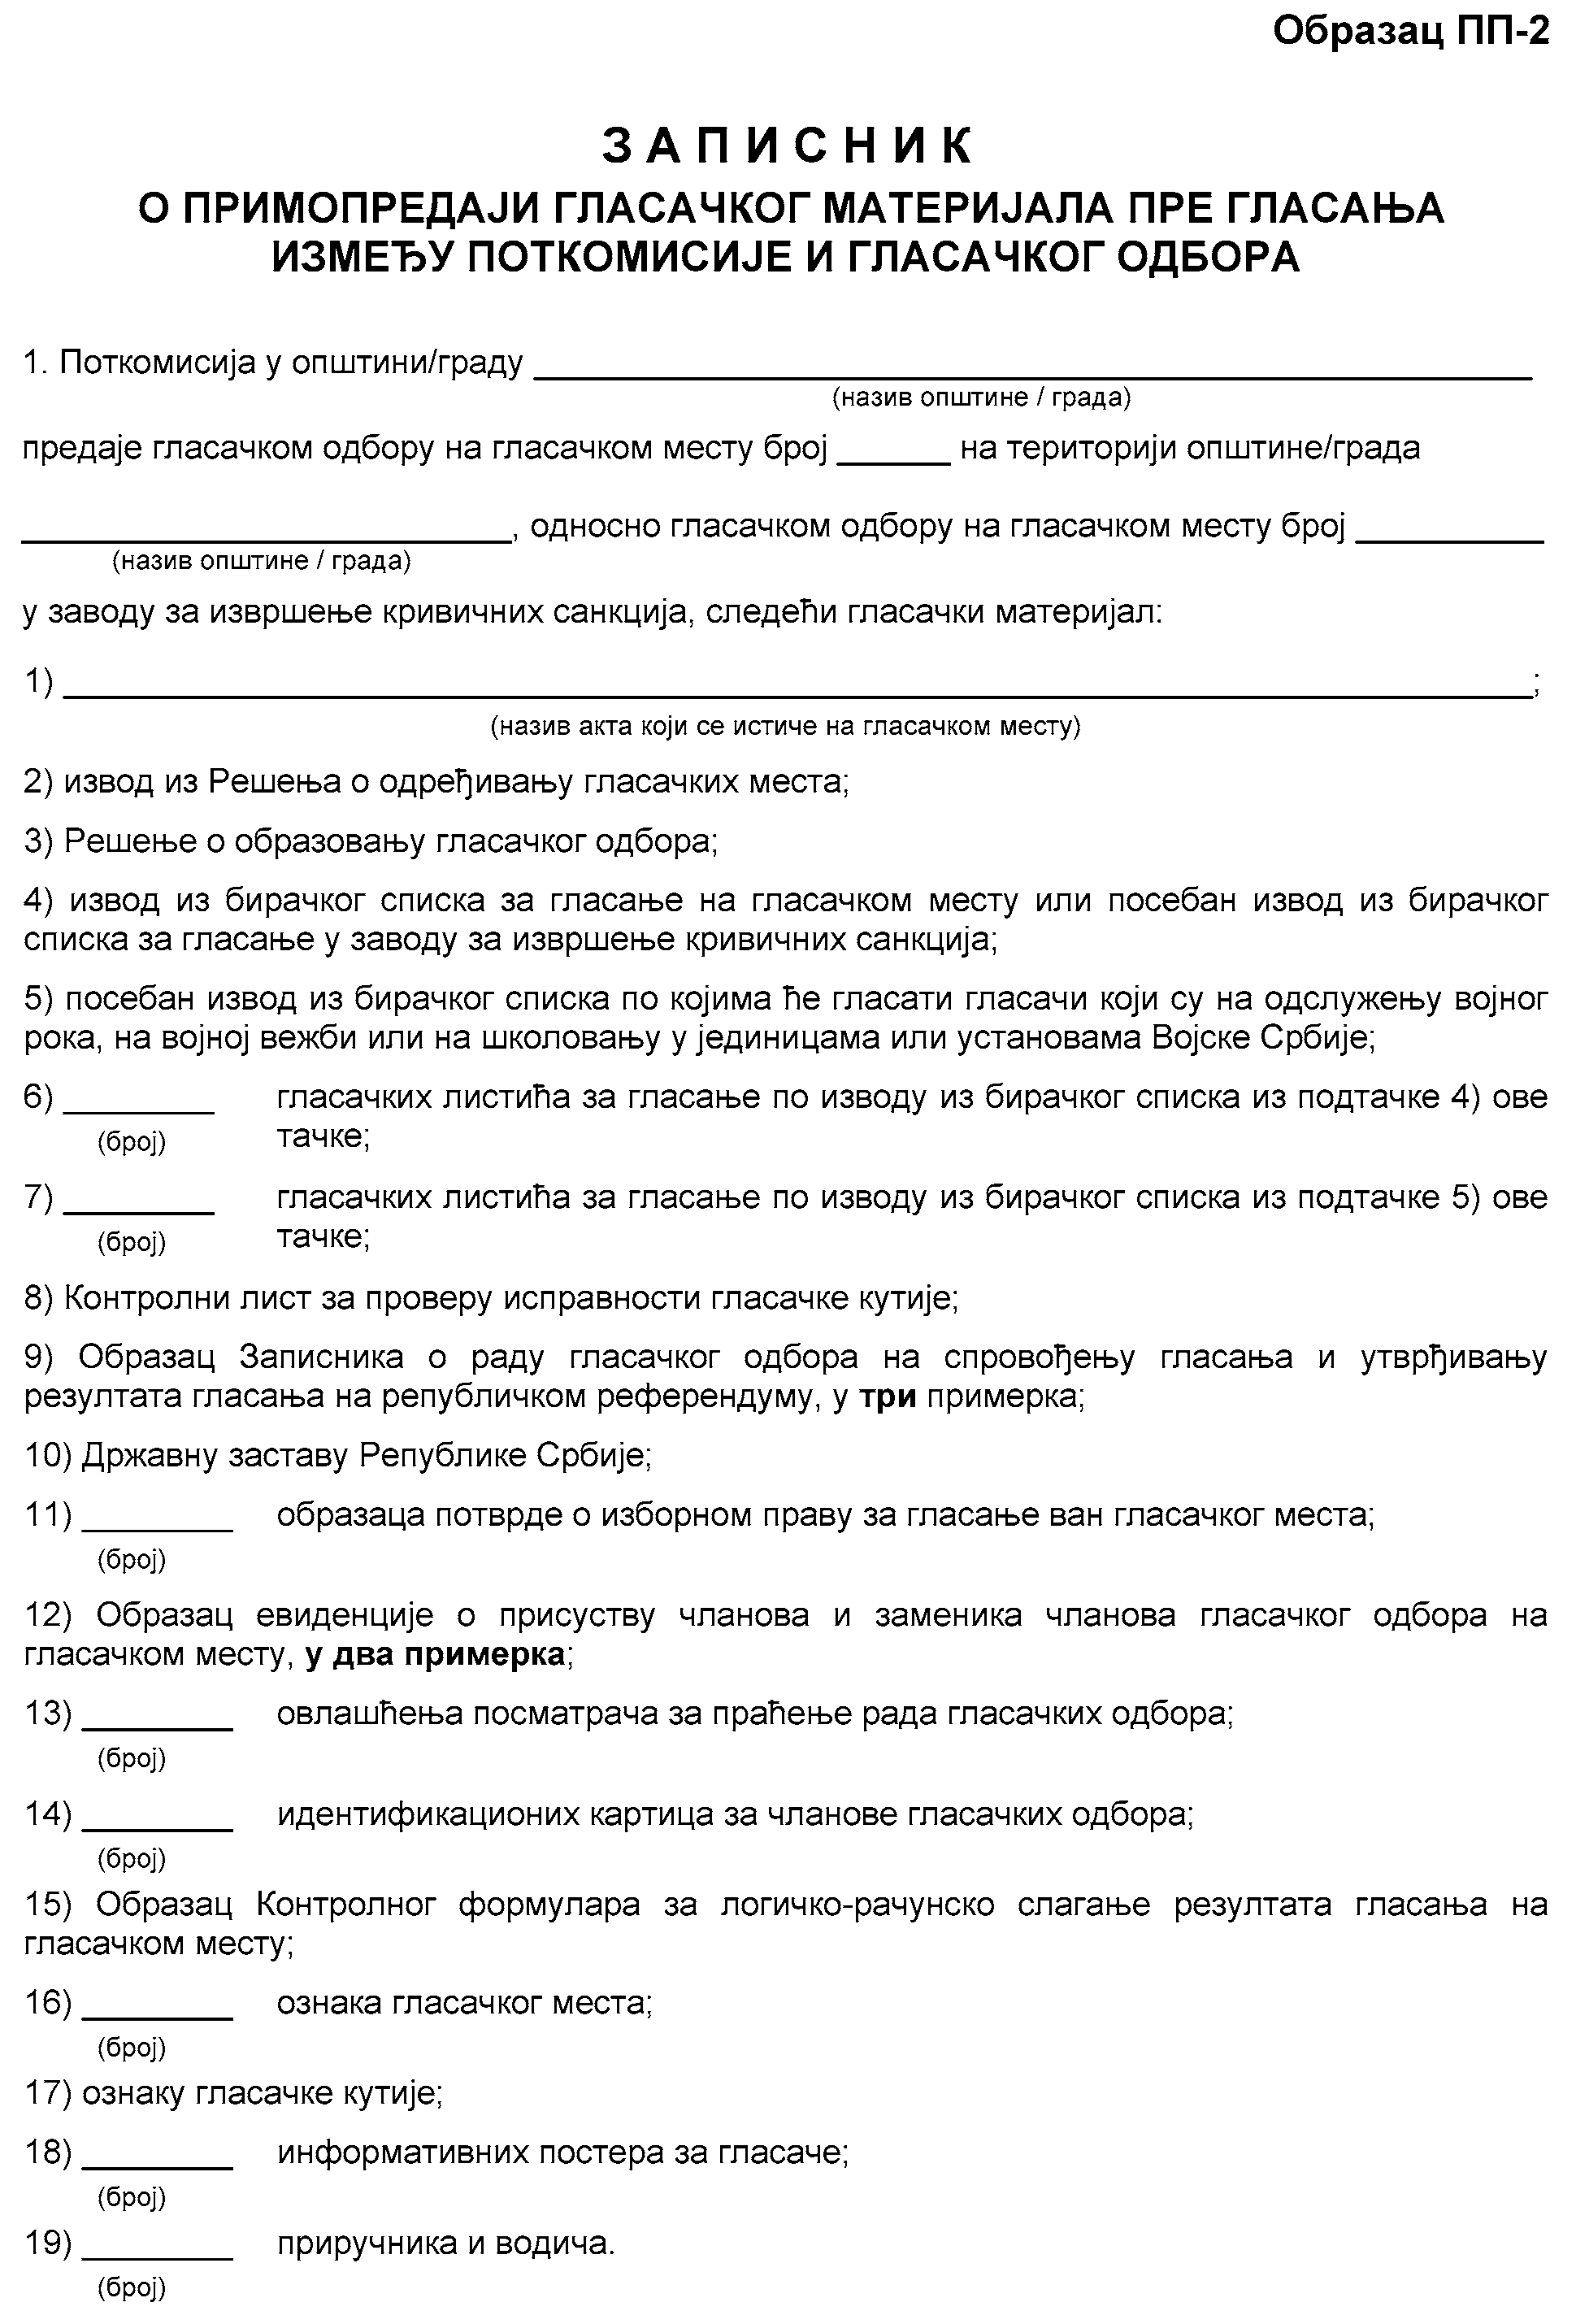 Образац ПП-2
З А П И С Н И К
О ПРИМОПРЕДАЈИ ГЛАСАЧКОГ МАТЕРИЈАЛА ПРЕ ГЛАСАЊА
ИЗМЕЂУ ПОТКОМИСИЈЕ И ГЛАСАЧКОГ ОДБОРА
1. Поткомисија у општини/граду ____________________
(назив општине / града)
предаје гласачком одбору на гласачком месту број ______ на територији општине/града
____________________, односно гласачком одбору на гласачком месту број __________
(назив општине / града)
у заводу за извршење кривичних санкција, следећи гласачки материјал:
1) ____________________;
(назив акта који се истиче на гласачком месту)
2) извод из Решења о одређивању гласачких места;
3) Решење о образовању гласачког одбора;
4) извод из бирачког списка за гласање на гласачком месту или посебан извод из бирачког
списка за гласање у заводу за извршење кривичних санкција;
5) посебан извод из бирачког списка по којима ће гласати гласачи који су на одслужењу војног
рока, на војној вежби или на школовању у јединицама или установама Војске Србије;
6) ________ гласачких листића за гласање по изводу из бирачког списка из подтачке 4) ове
(број) тачке;
7) ________ гласачких листића за гласање по изводу из бирачког списка из подтачке 5) ове
(број) тачке;
8) Контролни лист за проверу исправности гласачке кутије;
9) Образац Записника о раду гласачког одбора на спровођењу гласања и утврђивању
резултата гласања на републичком референдуму, у три примерка;
10) Државну заставу Републике Србије;
11) ________ образаца потврде о изборном праву за гласање ван гласачког места;
(број)
12) Образац евиденције о присуству чланова и заменика чланова гласачког одбора на
гласачком месту, у два примерка;
13) ________ овлашћења посматрача за праћење рада гласачких одбора;
(број)
14) ________ идентификационих картица за чланове гласачких одбора;
(број)
15) Образац Контролног формулара за логичко-рачунско слагање резултата гласања на
гласачком месту;
16) ________ ознака гласачког места;
(број)
17) ознаку гласачке кутије;
18) ________ информативних постера за гласаче;
(број)
19) ________ приручника и водича.
(број)